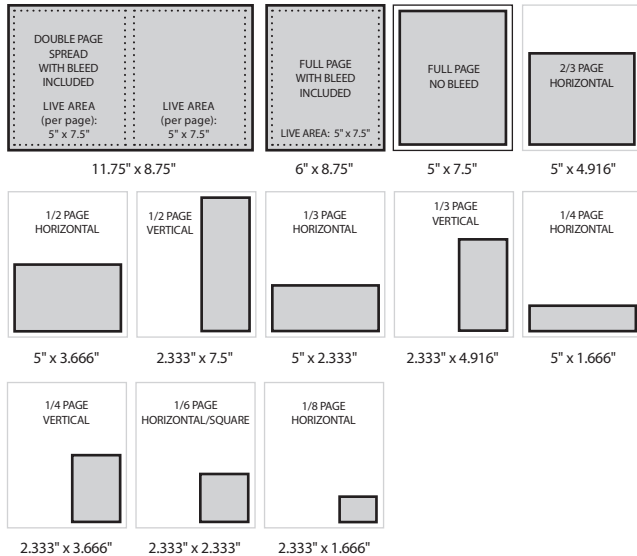 DOUBLE PAGE
SPREAD
WITH BLEED
INCLUDED
LIVE AREA
(per page):
5" x 7.5"
LIVE AREA
(per page):
5" x 7.5"
11.75" x 8.75"
FULL PAGE
WITH BLEED
INCLUDED
LIVE AREA: 5" x 7.5"
6" x 8.75"
FULL PAGE
NO BLEED
5" x 7.5"
2/3 PAGE
HORIZONTAL
5" x 4.916"
1/2 PAGE
HORIZONTAL
5" x 3.666"
1/2 PAGE
VERTICAL
2.333" x 7.5"
1/3 PAGE
HORIZONTAL
5" x 2.333"
1/3 PAGE
VERTICAL
2.333" x 4.916"
1/4 PAGE
HORIZONTAL
5" x 1.666"
1/4 PAGE
VERTICAL
2.333" x 3.666"
1/6 PAGE
HORIZONTAL/SQUARE
2.333" x 2.333"
1/8 PAGE
HORIZONTAL
2.333" x 1.666"